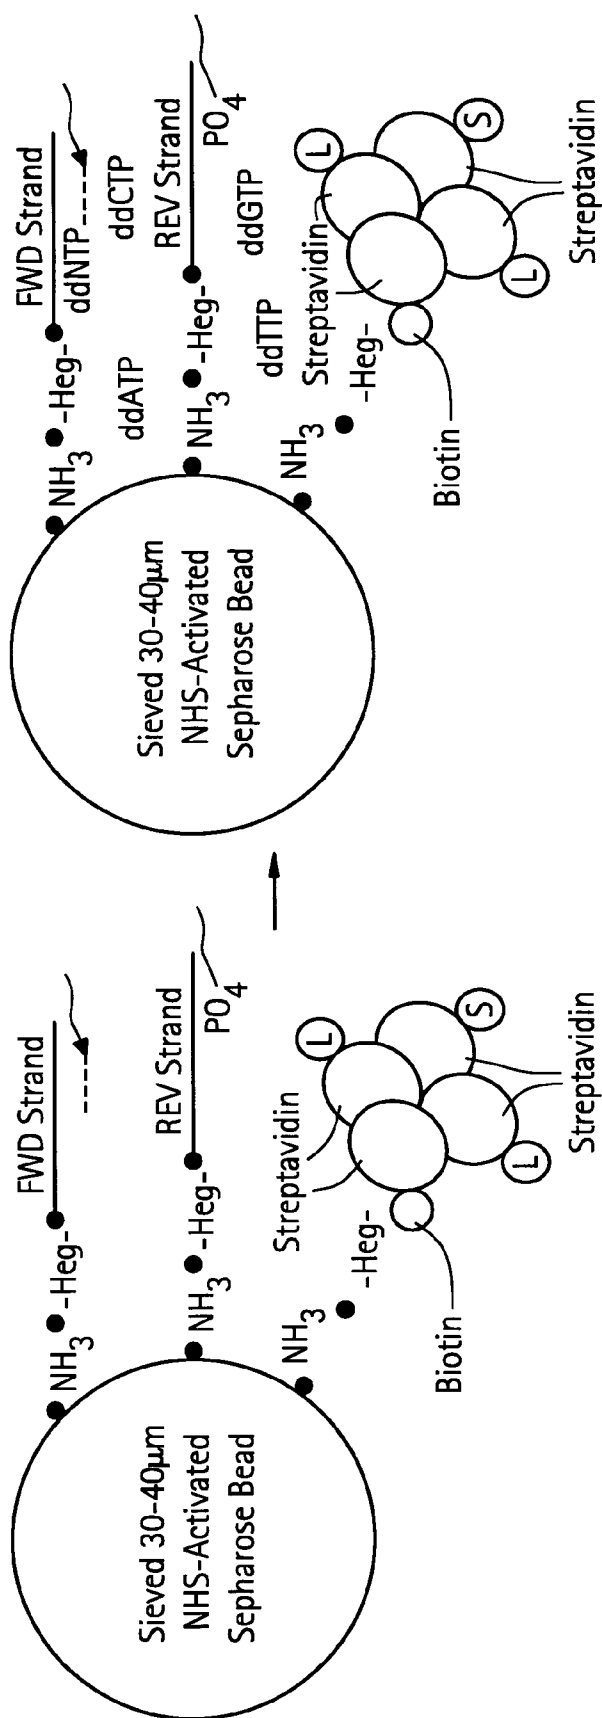 Sieved 30-40μm
NHS-Activated
Sepharose Bead
NH3
-Heg-
FWD Strand
NH3
-Heg-
REV Strand
PO4
NH3
-Heg-
Biotin
Streptavidin
L
L
S
Streptavidin
Sieved 30-40μm
NHS-Activated
Sepharose Bead
NH3
-Heg-
FWD Strand
ddNTP
ddATP
ddCTP
NH3
-Heg-
REV Strand
PO4
ddTTP
ddGTP
NH3
-Heg-
Biotin
Streptavidin
L
L
S
Streptavidin